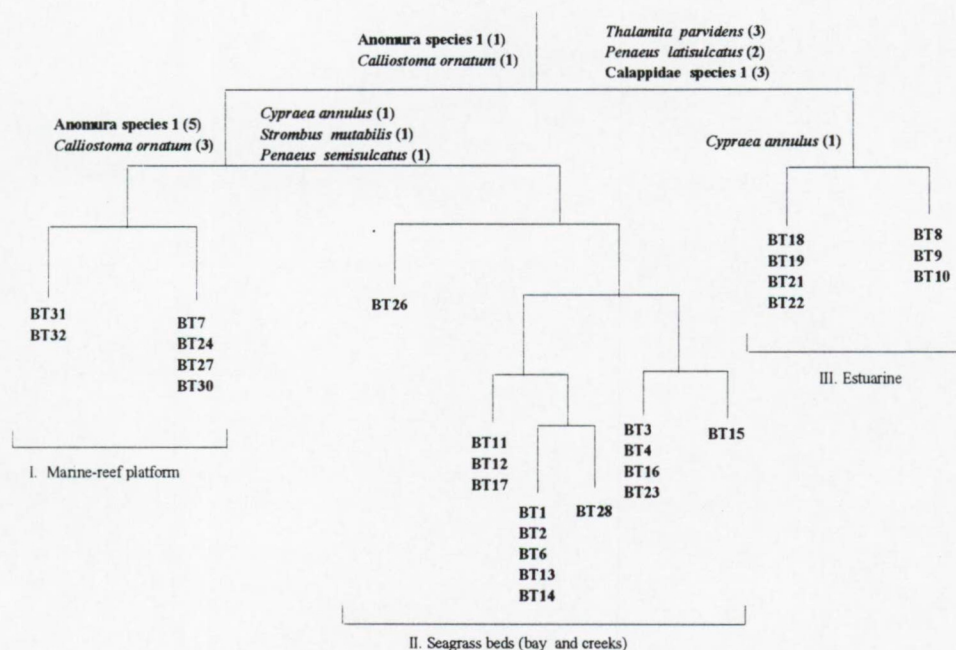 Anomura species 1 (1)
Calliostoma ornatum (1)
Thalamita parvidens (3)
Penaeus latisulcatus (2)
Calappidae species 1 (3)
Anomura species 1 (5)
Calliostoma ornatum (3)
Cypraea annulus (1)
Strombus mutabilis (1)
Penaeus semisulcatus (1)
Cypraea annulus (1)
BT31
BT32
BT7
BT24
BT27
BT30
I. Marine-reef platform
BT26
BT11
BT12
BT17
BT1
BT2
BT6
BT13
BT14
BT28
BT3
BT4
BT16
BT23
BT15
II. Seagrass beds (bay and creeks)
BT18
BT19
BT21
BT22
BT8
BT9
BT10
III. Estuarine